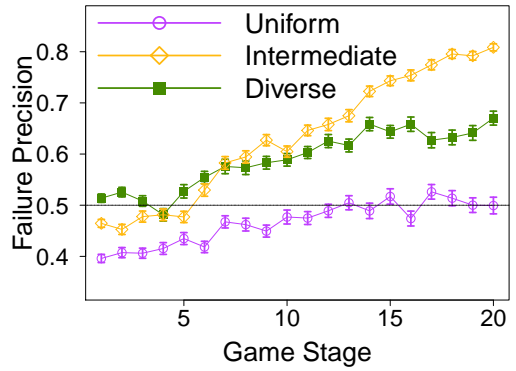 Uniform
Intermediate
Diverse
Failure Precision
0.8
0.7
0.6
0.5
0.4
5 10 15 20
Game Stage